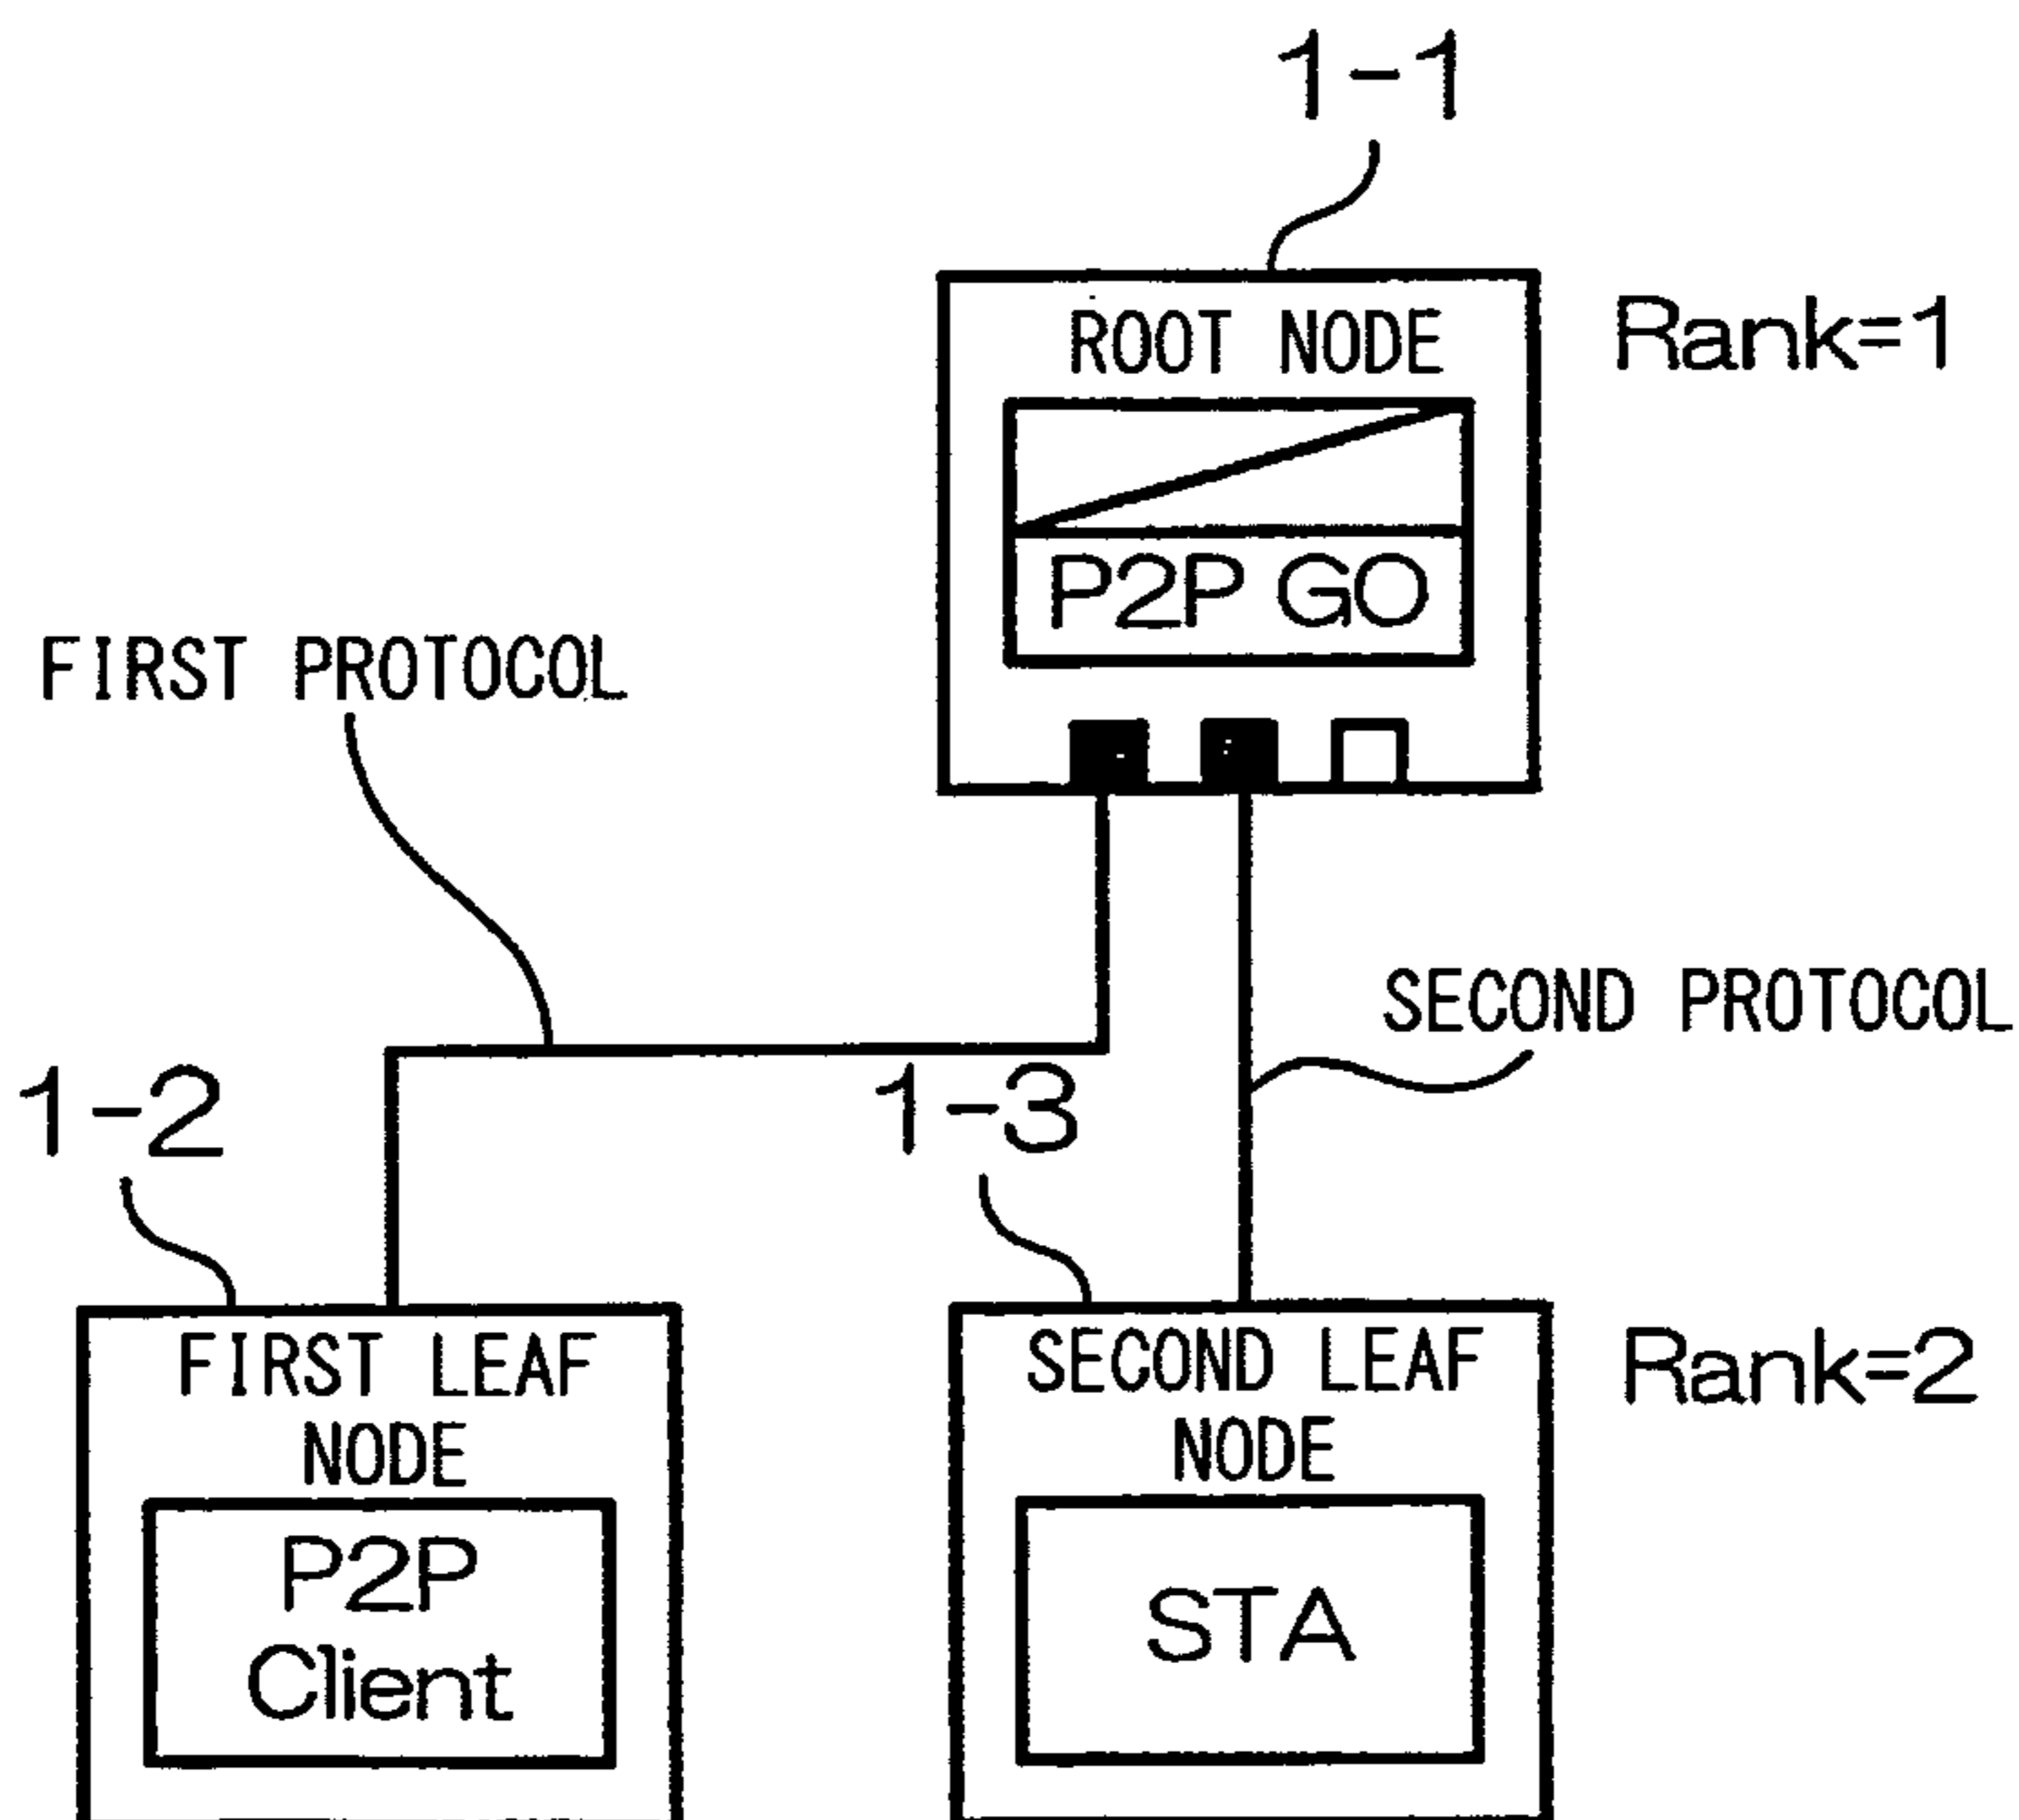 1-1
ROOT NODE
Rank=1
P2P GO
FIRST PROTOCOL
SECOND PROTOCOL
1-2
1-3
FIRST LEAF
NODE
SECOND LEAF
NODE
Rank=2
P2P
Client
STA